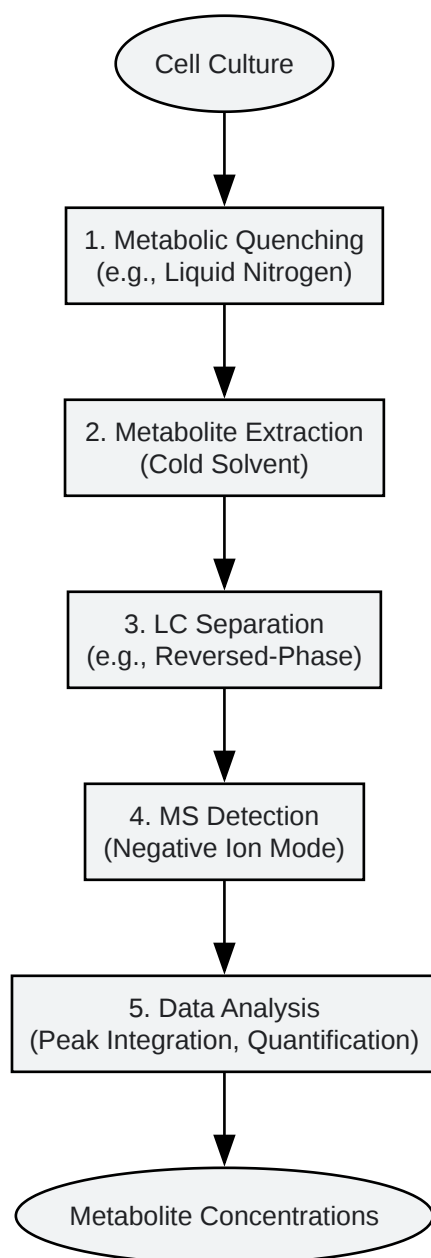 Cell Culture
1. Metabolic Quenching
(e.g., Liquid Nitrogen)
2. Metabolite Extraction
(Cold Solvent)
3. LC Separation
(e.g., Reversed-Phase)
4. MS Detection
(Negative Ion Mode)
5. Data Analysis
(Peak Integration, Quantification)
Metabolite Concentrations